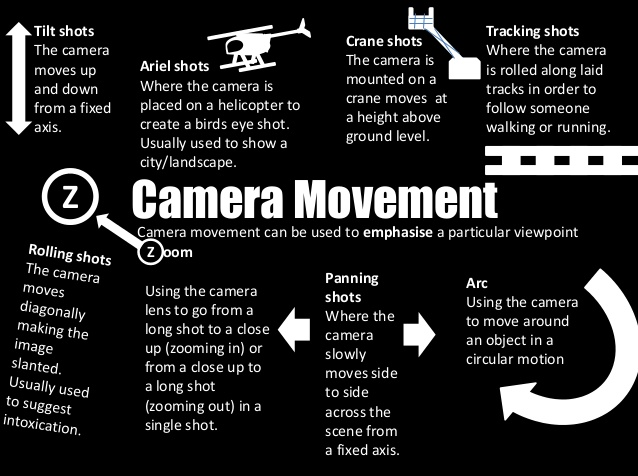 Tilt shots
The camera
moves up
and down
from a fixed
axis.
Ariel shots
Where the camera is
placed on a helicopter to
create a birds eye shot.
Usually used to show a
city/landscape.
Crane shots
The camera is
mounted on a
crane moves at
a height above
ground level.
Tracking shots
Where the camera
is rolled along laid
tracks in order to
follow someone
walking or running.
Z
Camera Movement
Camera movement can be used to emphasise a particular viewpoint
Rolling shots
The camera
moves
diagonally
making the
image
slanted.
Usually used
to suggest
intoxication.
Zoom
Using the camera
lens to go from a
long shot to a close
up (zooming in) or
from a close up to
a long shot
(zooming out) in a
single shot.
Panning
shots
Where the
camera
slowly
moves side
to side
across the
scene from
a fixed axis.
Arc
Using the camera
to move around
an object in a
circular motion